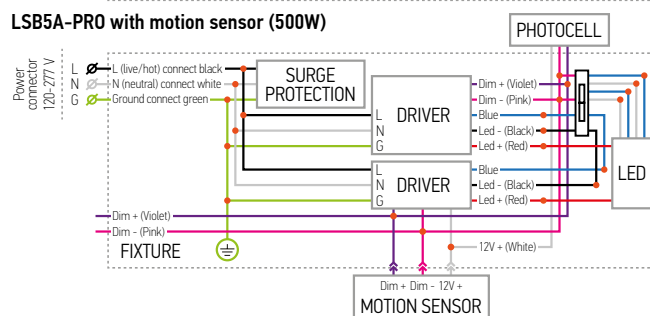 LSB5A-PRO with motion sensor (500W)
PHOTOCELL
Power
connector
120-277 V
L
L (live/hot) connect black
N
N (neutral) connect white
G
Ground connect green
SURGE
PROTECTION
L
N
G
DRIVER
Dim + (Violet)
Dim - (Pink)
Blue
Led - (Black)
Led + (Red)
L
N
G
DRIVER
Blue
Led - (Black)
Led + (Red)
LED
Dim + (Violet)
Dim - (Pink)
FIXTURE
12V + (White)
Dim + Dim - 12V +
MOTION SENSOR